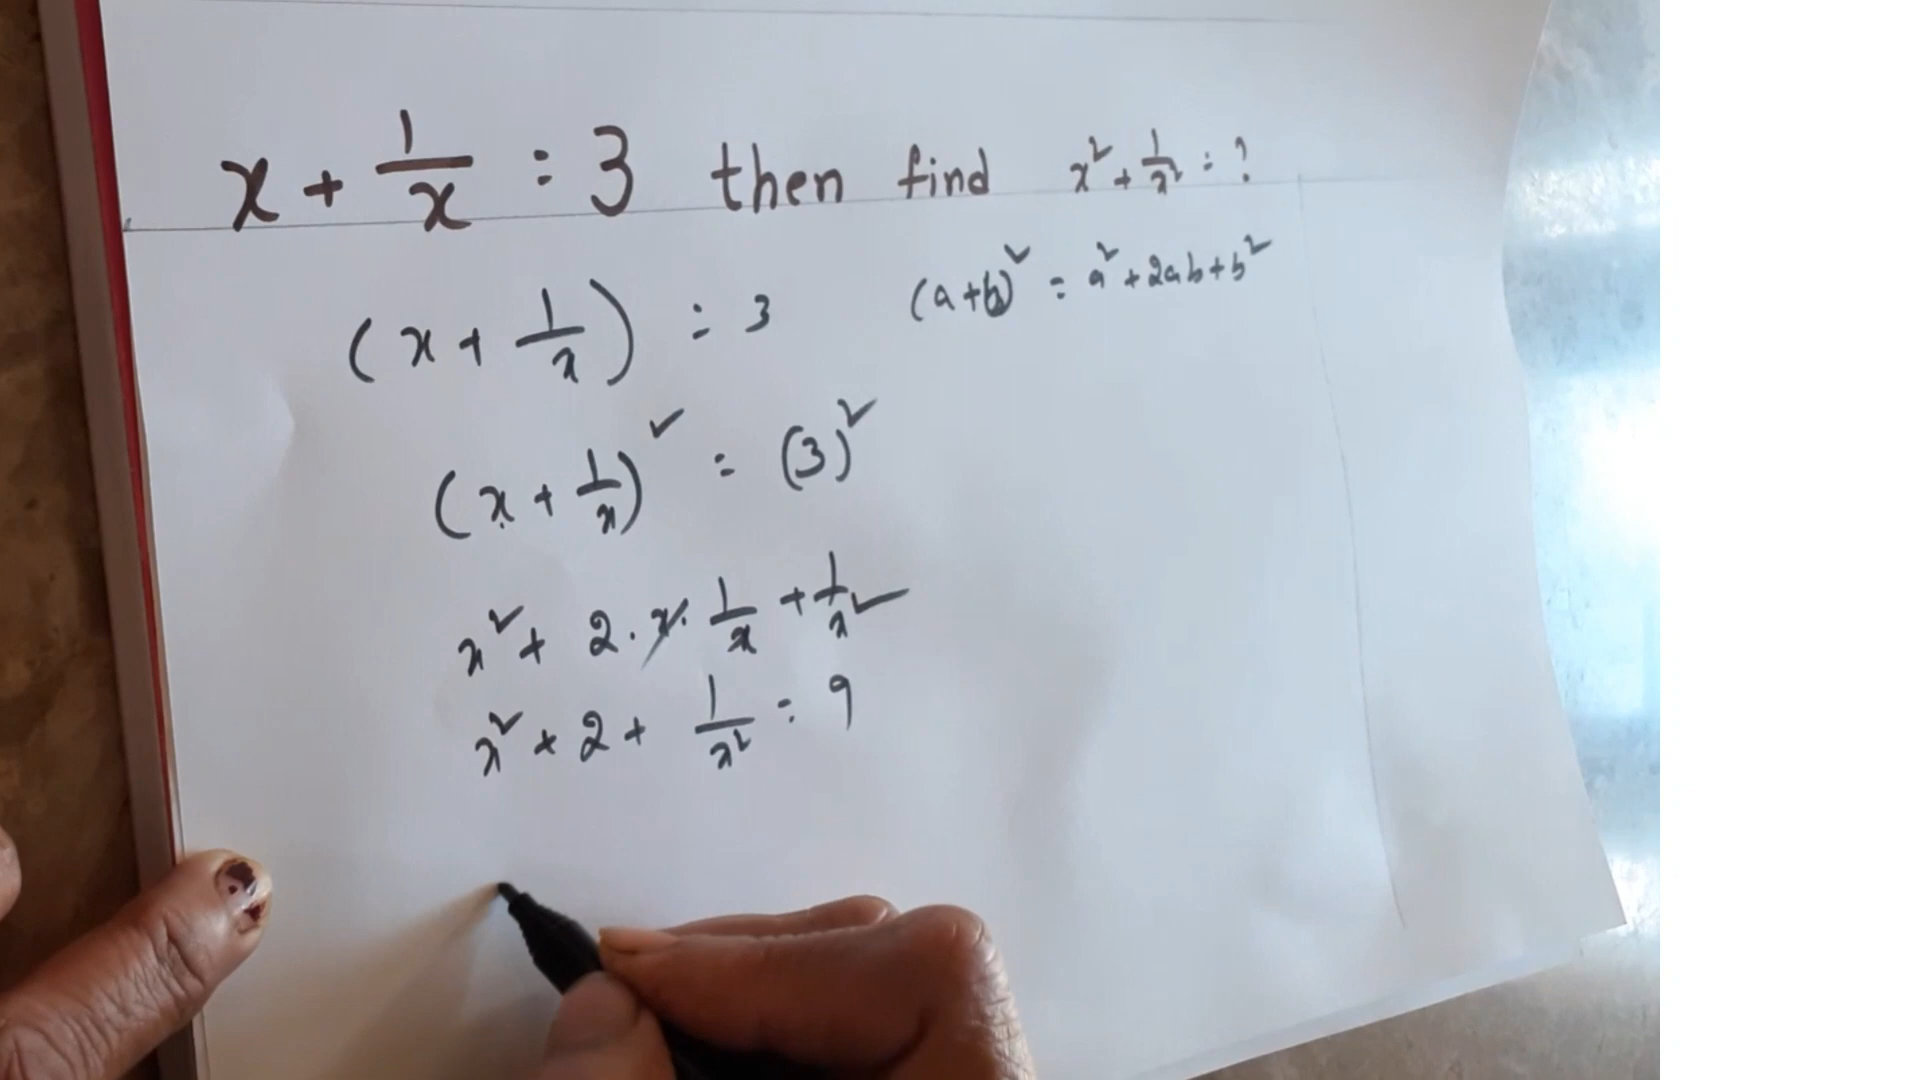 x + 1/x = 3 then find x² + 1/x² = ?
(x + 1/x) = 3
(a+b)² = a² + 2ab + b²
(x + 1/x)² = (3)²
x² + 2 . x . 1/x + 1/x²
x² + 2 + 1/x² = 9